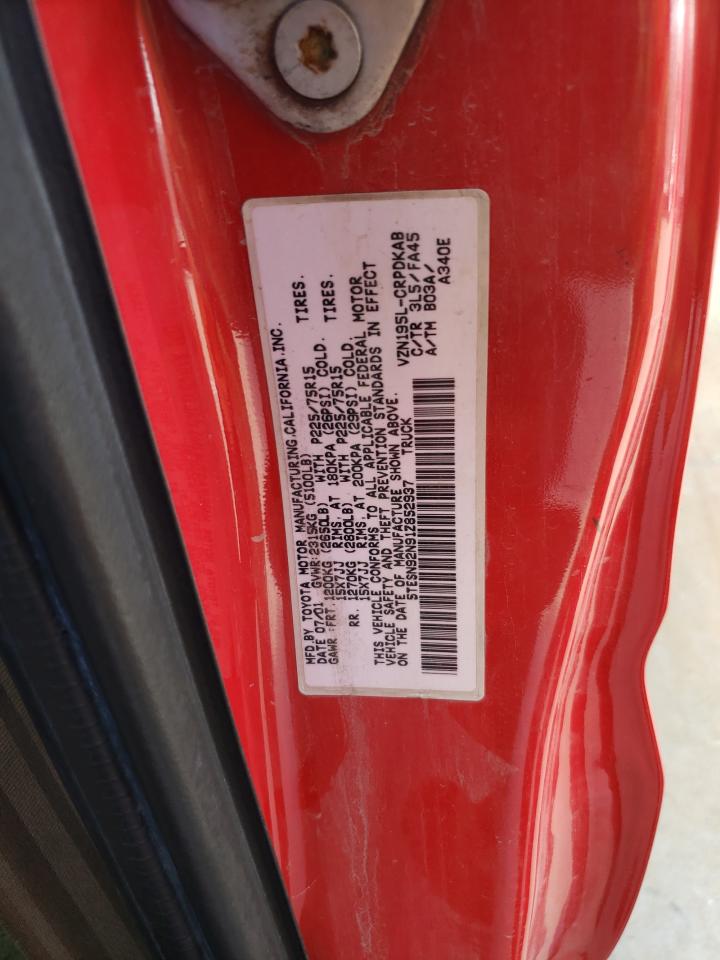 MFD.BY TOYOTA MOTOR MANUFACTURING.CALIFORNIA.INC.
DATE 07/01 GVWR:2315KG (5100LB)
GAWR :FRT.1200KG (2650LB) WITH P225/75R15 TIRES.
15X7JJ RIMS. AT 180KPA (26PSI) COLD.
RR. 1270KG (2800LB) WITH P225/75R15 TIRES.
15X7JJ RIMS. AT 200KPA (29PSI) COLD.
THIS VEHICLE CONFORMS TO ALL APPLICABLE FEDERAL MOTOR
VEHICLE SAFETY AND THEFT PREVENTION STANDARDS IN EFFECT
ON THE DATE OF MANUFACTURE SHOWN ABOVE.
5TESN92N91Z852937 TRUCK
VZN195L-CRPDKAB
C/TR 3L5/FA45
A/TM B03A/
A340E